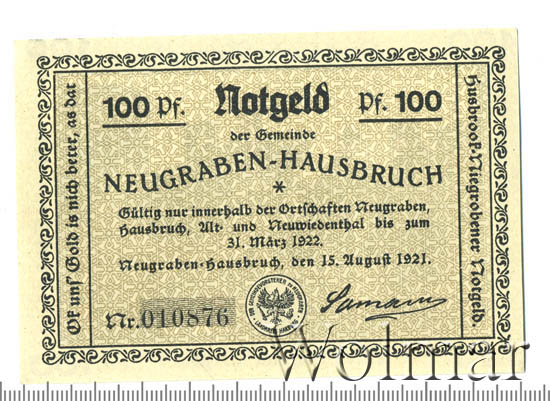 100 Pf. Notgeld Pf. 100
der Gemeinde
NEUGRABEN-HAUSBRUCH
*
Gültig nur innerhalb der Ortschaften Neugraben,
Hausbruch, Alt- und Neuwiedenthal bis zum
31. März 1922.
Neugraben-Hausbruch, den 15. August 1921.
Nr. 010876
Ok uns' Gold is nich beter, as dat
Husbroof-Niegrobener Notgeld.
Wolmar